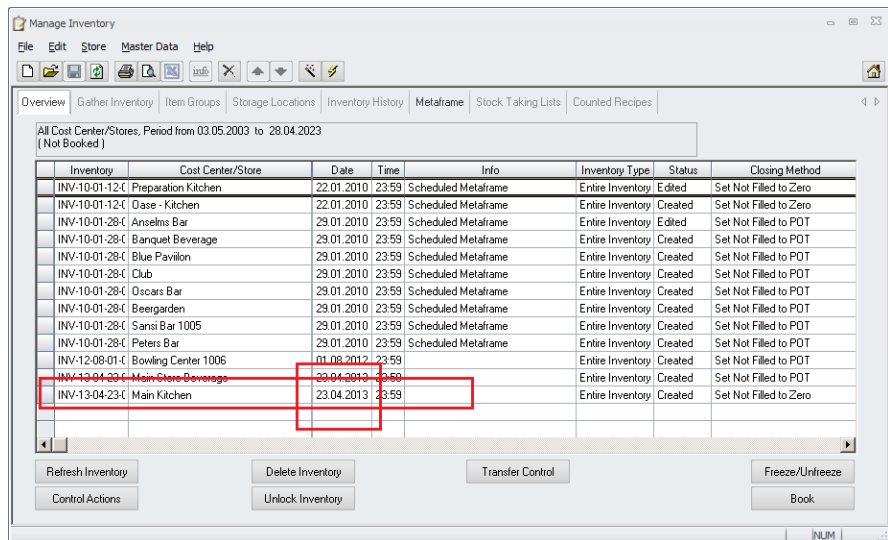 Manage Inventory
File Edit Store Master Data Help
info
Overview Gather Inventory Item Groups Storage Locations Inventory History Metaframe Stock Taking Lists Counted Recipes
All Cost Center/Stores, Period from 03.05.2003 to 28.04.2023
( Not Booked )
Inventory Cost Center/Store Date Time Info Inventory Type Status Closing Method
INV-10-01-12-( Preparation Kitchen 22.01.2010 23:59 Scheduled Metaframe Entire Inventory Edited Set Not Filled to Zero
INV-10-01-12-( Oase - Kitchen 22.01.2010 23:59 Scheduled Metaframe Entire Inventory Created Set Not Filled to Zero
INV-10-01-28-( Anselms Bar 29.01.2010 23:59 Scheduled Metaframe Entire Inventory Edited Set Not Filled to POT
INV-10-01-28-( Banquet Beverage 29.01.2010 23:59 Scheduled Metaframe Entire Inventory Created Set Not Filled to POT
INV-10-01-28-( Blue Paviilon 29.01.2010 23:59 Scheduled Metaframe Entire Inventory Created Set Not Filled to POT
INV-10-01-28-( Club 29.01.2010 23:59 Scheduled Metaframe Entire Inventory Created Set Not Filled to POT
INV-10-01-28-( Oscars Bar 29.01.2010 23:59 Scheduled Metaframe Entire Inventory Created Set Not Filled to POT
INV-10-01-28-( Beergarden 29.01.2010 23:59 Scheduled Metaframe Entire Inventory Created Set Not Filled to POT
INV-10-01-28-( Sansi Bar 1005 29.01.2010 23:59 Scheduled Metaframe Entire Inventory Created Set Not Filled to POT
INV-10-01-28-( Peters Bar 29.01.2010 23:59 Scheduled Metaframe Entire Inventory Created Set Not Filled to POT
INV-12-08-01-( Bowling Center 1006 01.08.2012 23:59 Entire Inventory Created Set Not Filled to POT
INV-13-04-23-( Main Store Beverage 23.04.2013 23:59 Entire Inventory Created Set Not Filled to POT
INV-13-04-23-( Main Kitchen 23.04.2013 23:59 Entire Inventory Created Set Not Filled to Zero
Refresh Inventory Delete Inventory Transfer Control Freeze/Unfreeze
Control Actions Unlock Inventory Book
NUM